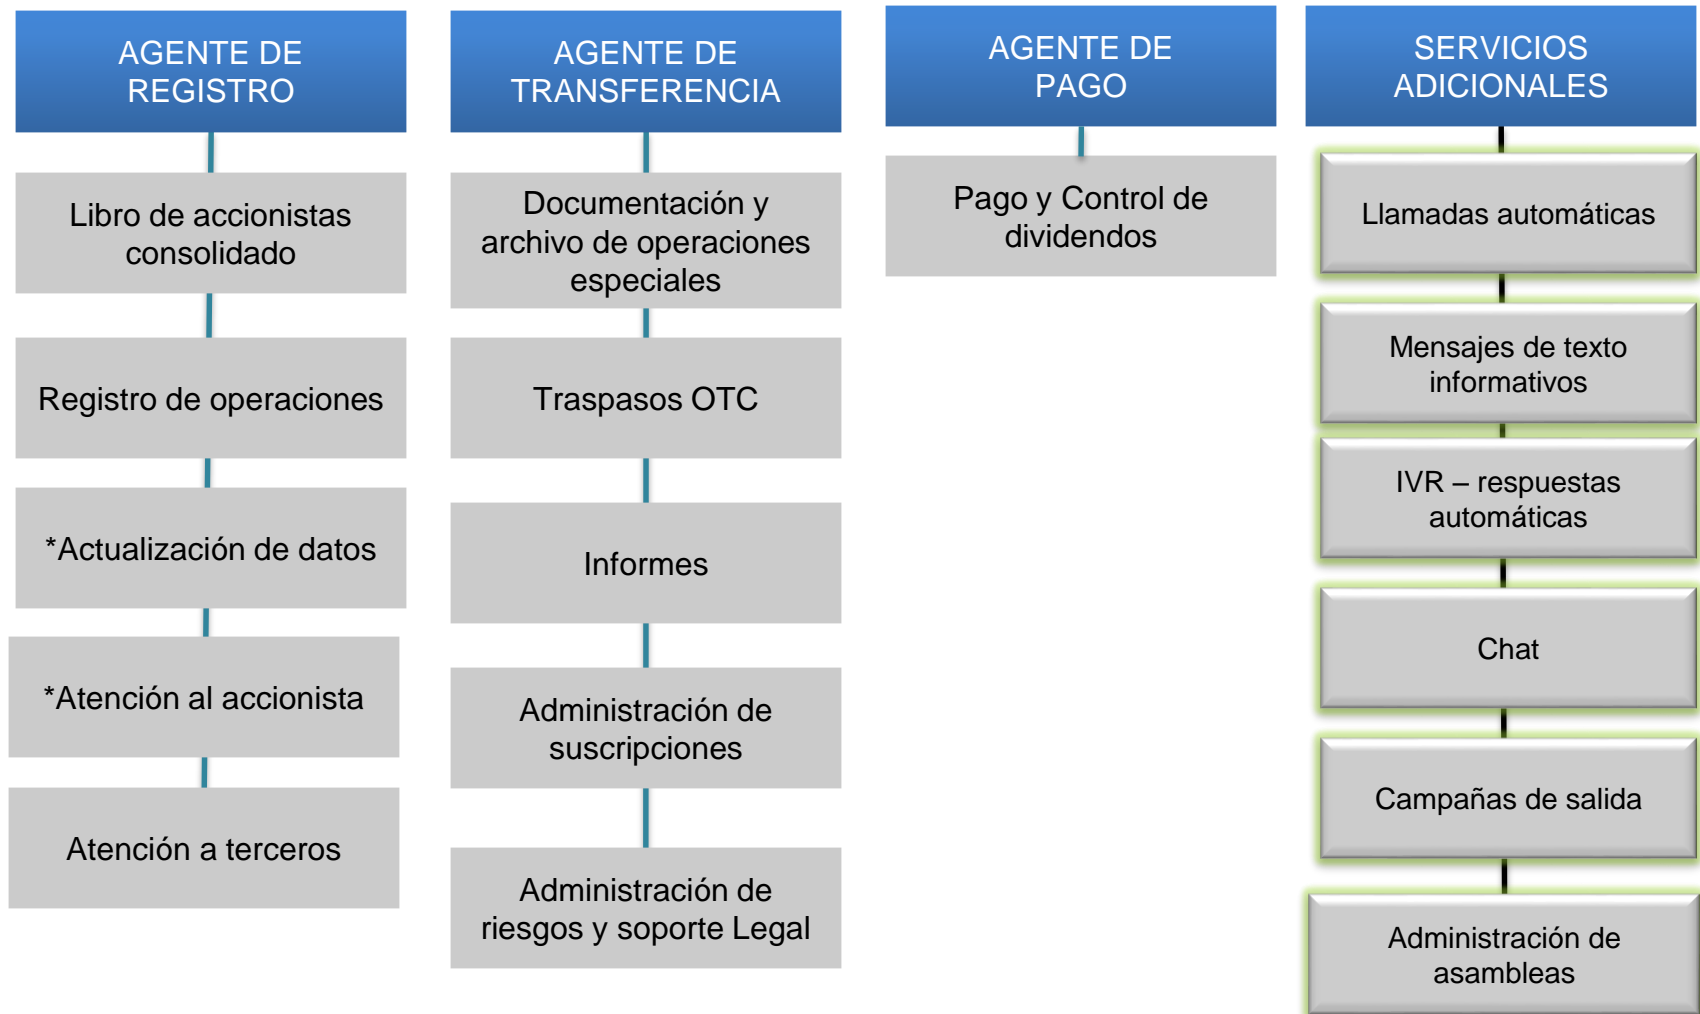 AGENTE DE
REGISTRO
Libro de accionistas
consolidado
Registro de operaciones
*Actualización de datos
*Atención al accionista
Atención a terceros
AGENTE DE
TRANSFERENCIA
Documentación y
archivo de operaciones
especiales
Traspasos OTC
Informes
Administración de
suscripciones
Administración de
riesgos y soporte Legal
AGENTE DE
PAGO
Pago y Control de
dividendos
SERVICIOS
ADICIONALES
Llamadas automáticas
Mensajes de texto
informativos
IVR – respuestas
automáticas
Chat
Campañas de salida
Administración de
asambleas